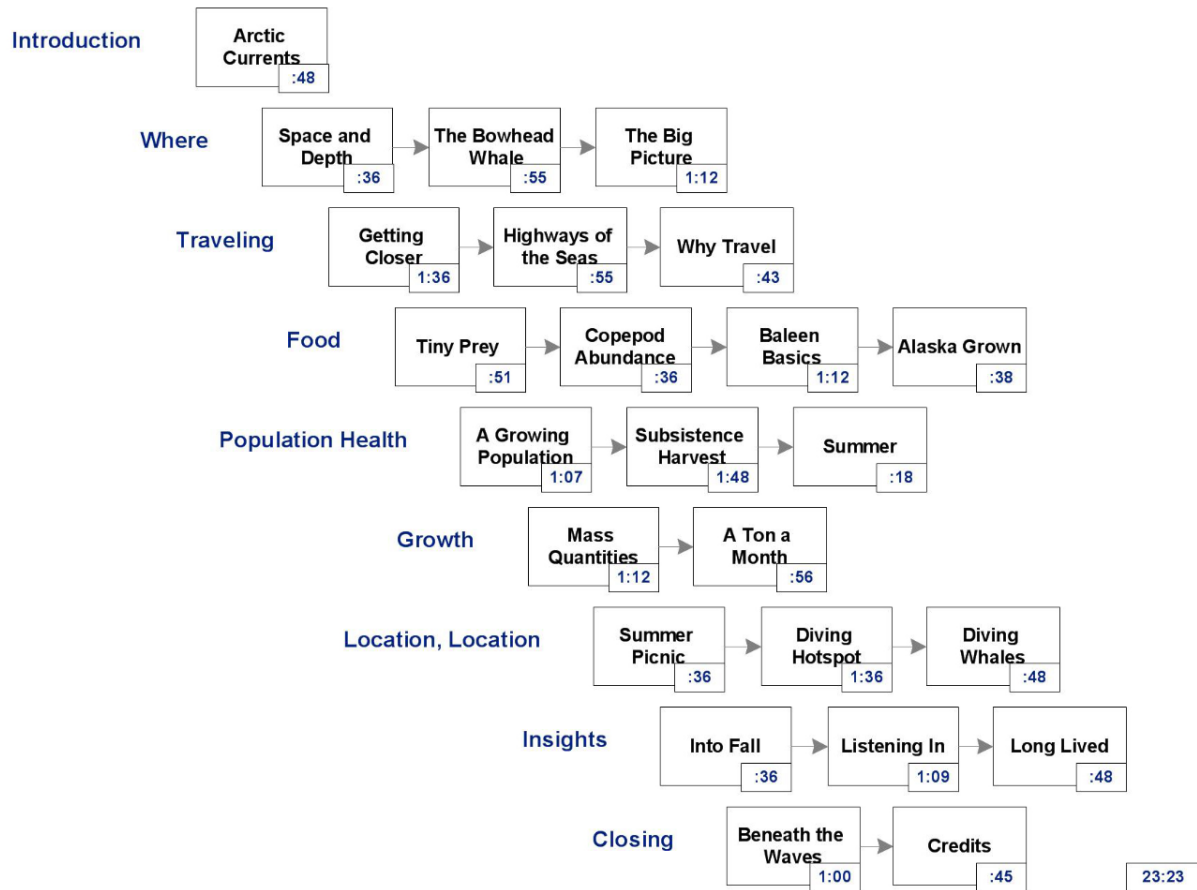 Introduction
Arctic
Currents
:48
Where
Space and
Depth
:36
The Bowhead
Whale
:55
The Big
Picture
1:12
Traveling
Getting
Closer
1:36
Highways of
the Seas
:55
Why Travel
:43
Food
Tiny Prey
:51
Copepod
Abundance
:36
Baleen
Basics
1:12
Alaska Grown
:38
Population Health
A Growing
Population
1:07
Subsistence
Harvest
1:48
Summer
:18
Growth
Mass
Quantities
1:12
A Ton a
Month
:56
Location, Location
Summer
Picnic
:36
Diving
Hotspot
1:36
Diving
Whales
:48
Insights
Into Fall
:36
Listening In
1:09
Long Lived
:48
Closing
Beneath the
Waves
1:00
Credits
:45
23:23